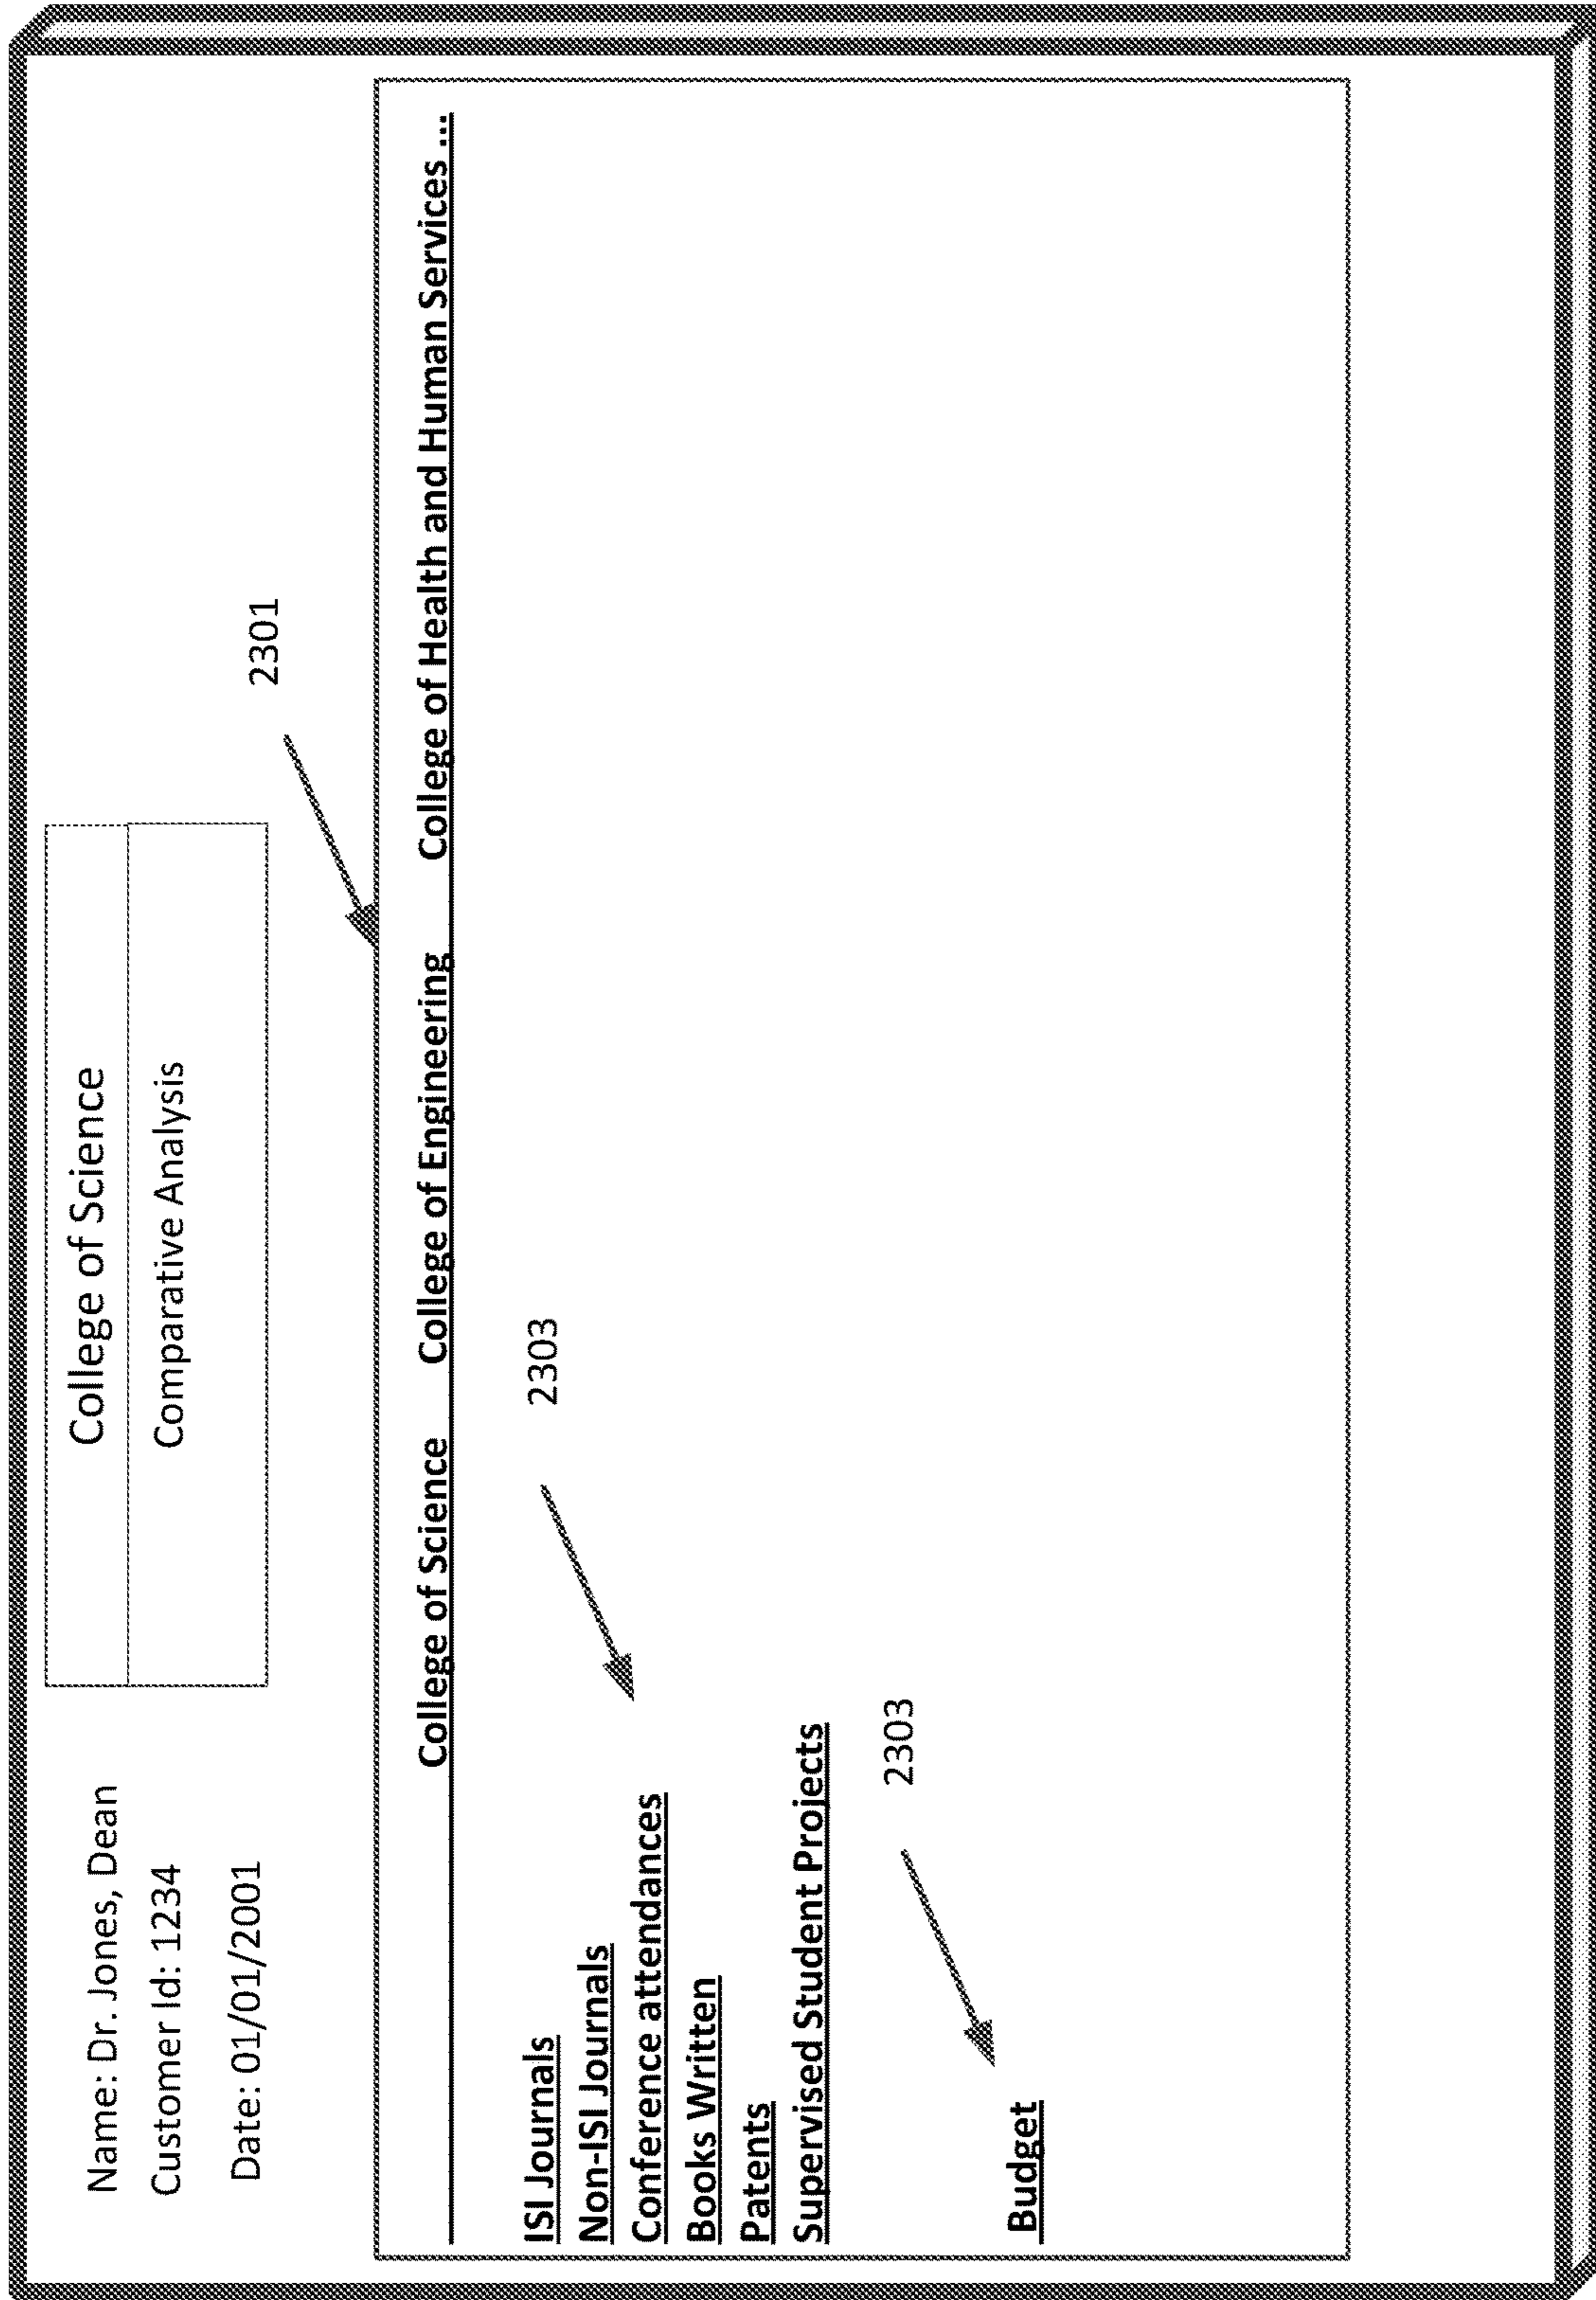 College of Science
Comparative Analysis
Name: Dr. Jones, Dean
Customer Id: 1234
Date: 01/01/2001
2301
College of Science College of Engineering College of Health and Human Services ...
2303
ISI Journals
Non-ISI Journals
Conference attendances
Books Written
Patents
Supervised Student Projects
2303
Budget